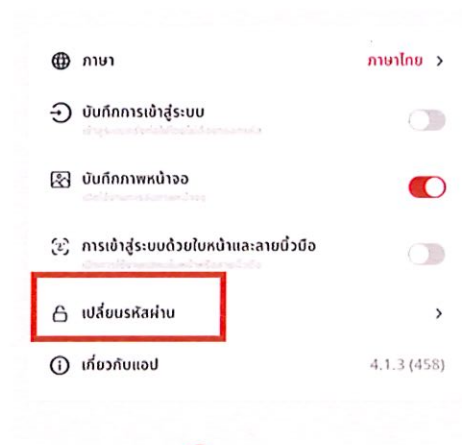 ภาษา
ภาษาไทย
บันทึกการเข้าสู่ระบบ
บันทึกภาพหน้าจอ
การเข้าสู่ระบบด้วยใบหน้าและลายนิ้วมือ
เปลี่ยนรหัสผ่าน
เกี่ยวกับแอป
4.1.3 (458)